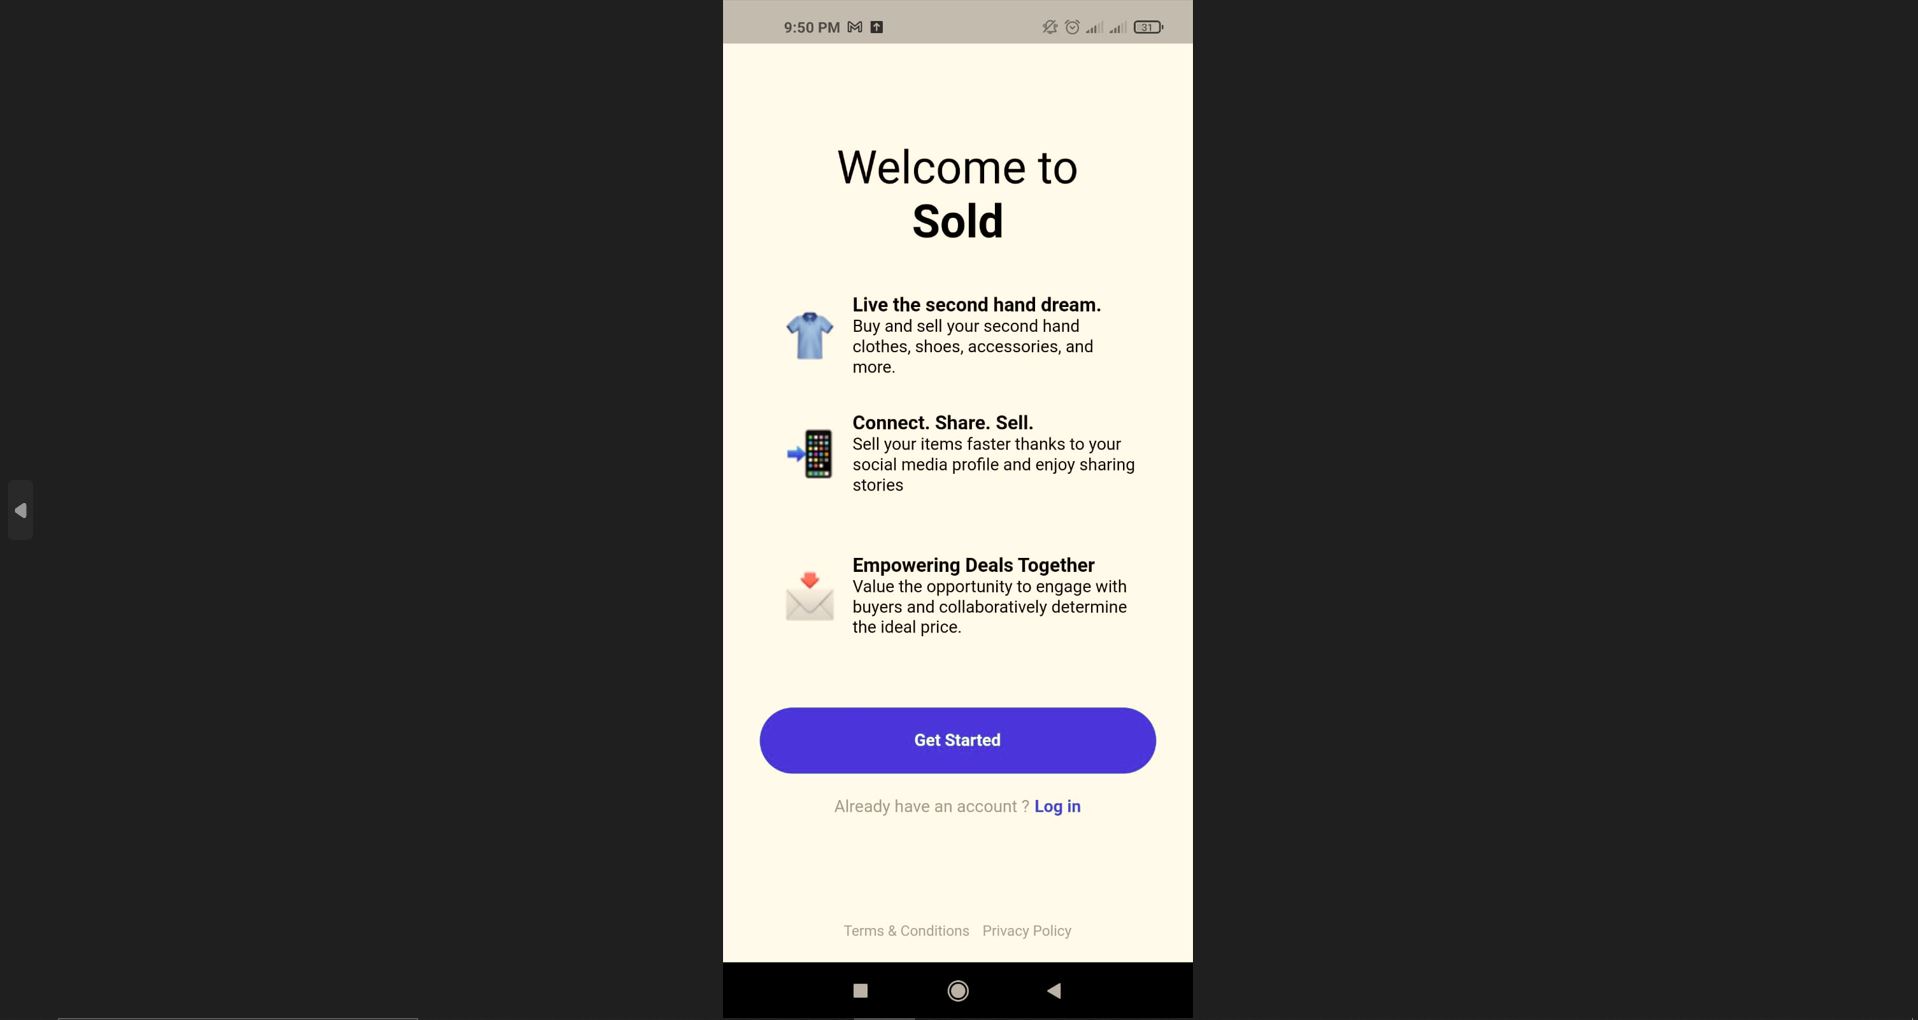 9:50 PM
31
Welcome to
Sold
Live the second hand dream.
Buy and sell your second hand
clothes, shoes, accessories, and
more.
Connect. Share. Sell.
Sell your items faster thanks to your
social media profile and enjoy sharing
stories
Empowering Deals Together
Value the opportunity to engage with
buyers and collaboratively determine
the ideal price.
Get Started
Already have an account ? Log in
Terms & Conditions Privacy Policy